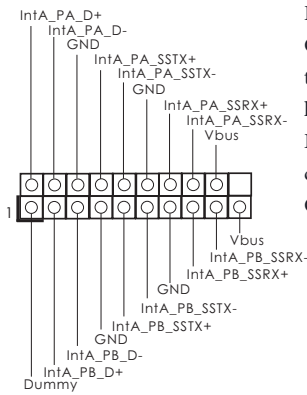 IntA_PA_D+
IntA_PA_D-
GND
IntA_PA_SSTX+
IntA_PA_SSTX-
GND
IntA_PA_SSRX+
IntA_PA_SSRX-
Vbus
1
Vbus
IntA_PB_SSRX-
IntA_PB_SSRX+
GND
IntA_PB_SSTX-
IntA_PB_SSTX+
GND
IntA_PB_D-
IntA_PB_D+
Dummy